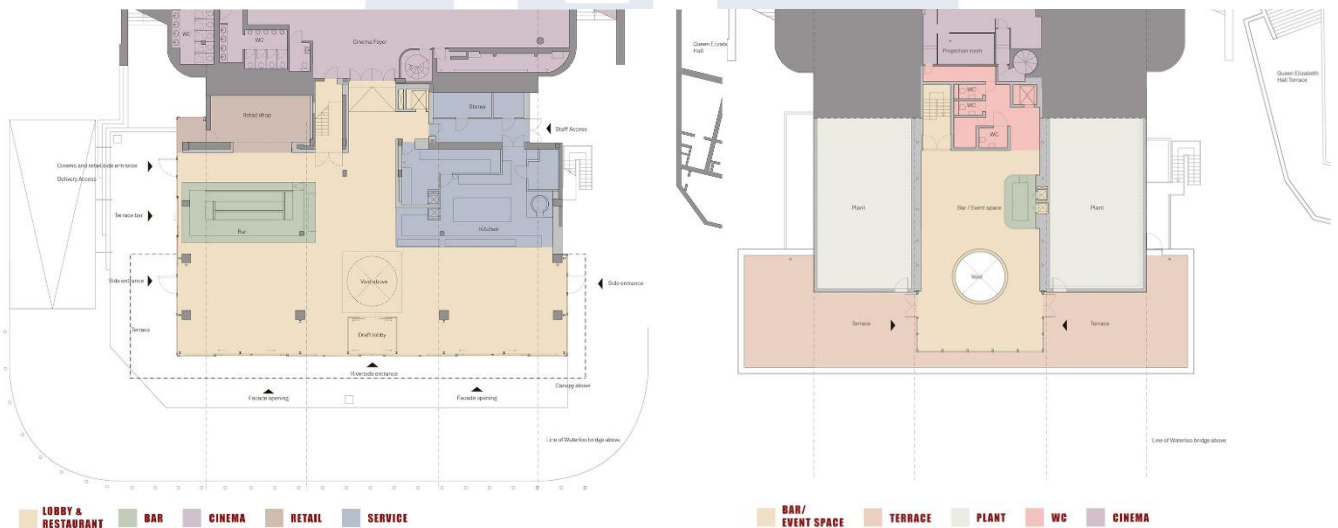 WC
WC
Cinema Foyer
Retail shop
Stores
Staff Access
Cinema and retail side entrance
Delivery Access
Terrace bar
Bar
Kitchen
Side entrance
Void above
Side entrance
Terrace
Draft lobby
Riverside entrance
Canopy above
Facade opening
Facade opening
Line of Waterloo bridge above
LOBBY &
RESTAURANT
BAR
CINEMA
RETAIL
SERVICE
Hall
Projection room
Queen Elizabeth
Hall Terrace
WC
WC
WC
Plant
Bar / Event space
Plant
Void
Terrace
Terrace
Line of Waterloo bridge above
BAR/
EVENT SPACE
TERRACE
PLANT
WC
CINEMA